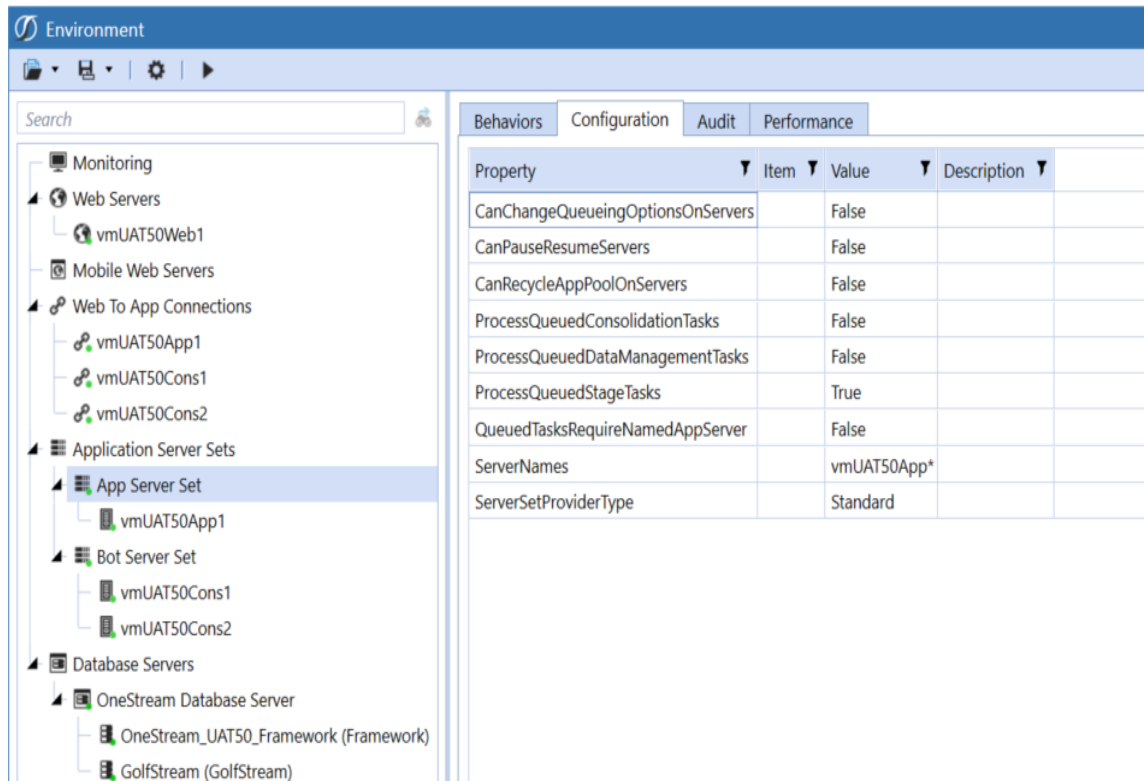 Environment
Search
Monitoring
Web Servers
vmUAT50Web1
Mobile Web Servers
Web To App Connections
vmUAT50App1
vmUAT50Cons1
vmUAT50Cons2
Application Server Sets
App Server Set
vmUAT50App1
Bot Server Set
vmUAT50Cons1
vmUAT50Cons2
Database Servers
OneStream Database Server
OneStream_UAT50_Framework (Framework)
GolfStream (GolfStream)
Behaviors Configuration Audit Performance
Property Item Value Description
CanChangeQueueingOptionsOnServers False
CanPauseResumeServers False
CanRecycleAppPoolOnServers False
ProcessQueuedConsolidationTasks False
ProcessQueuedDataManagementTasks False
ProcessQueuedStageTasks True
QueuedTasksRequireNamedAppServer False
ServerNames vmUAT50App*
ServerSetProviderType Standard